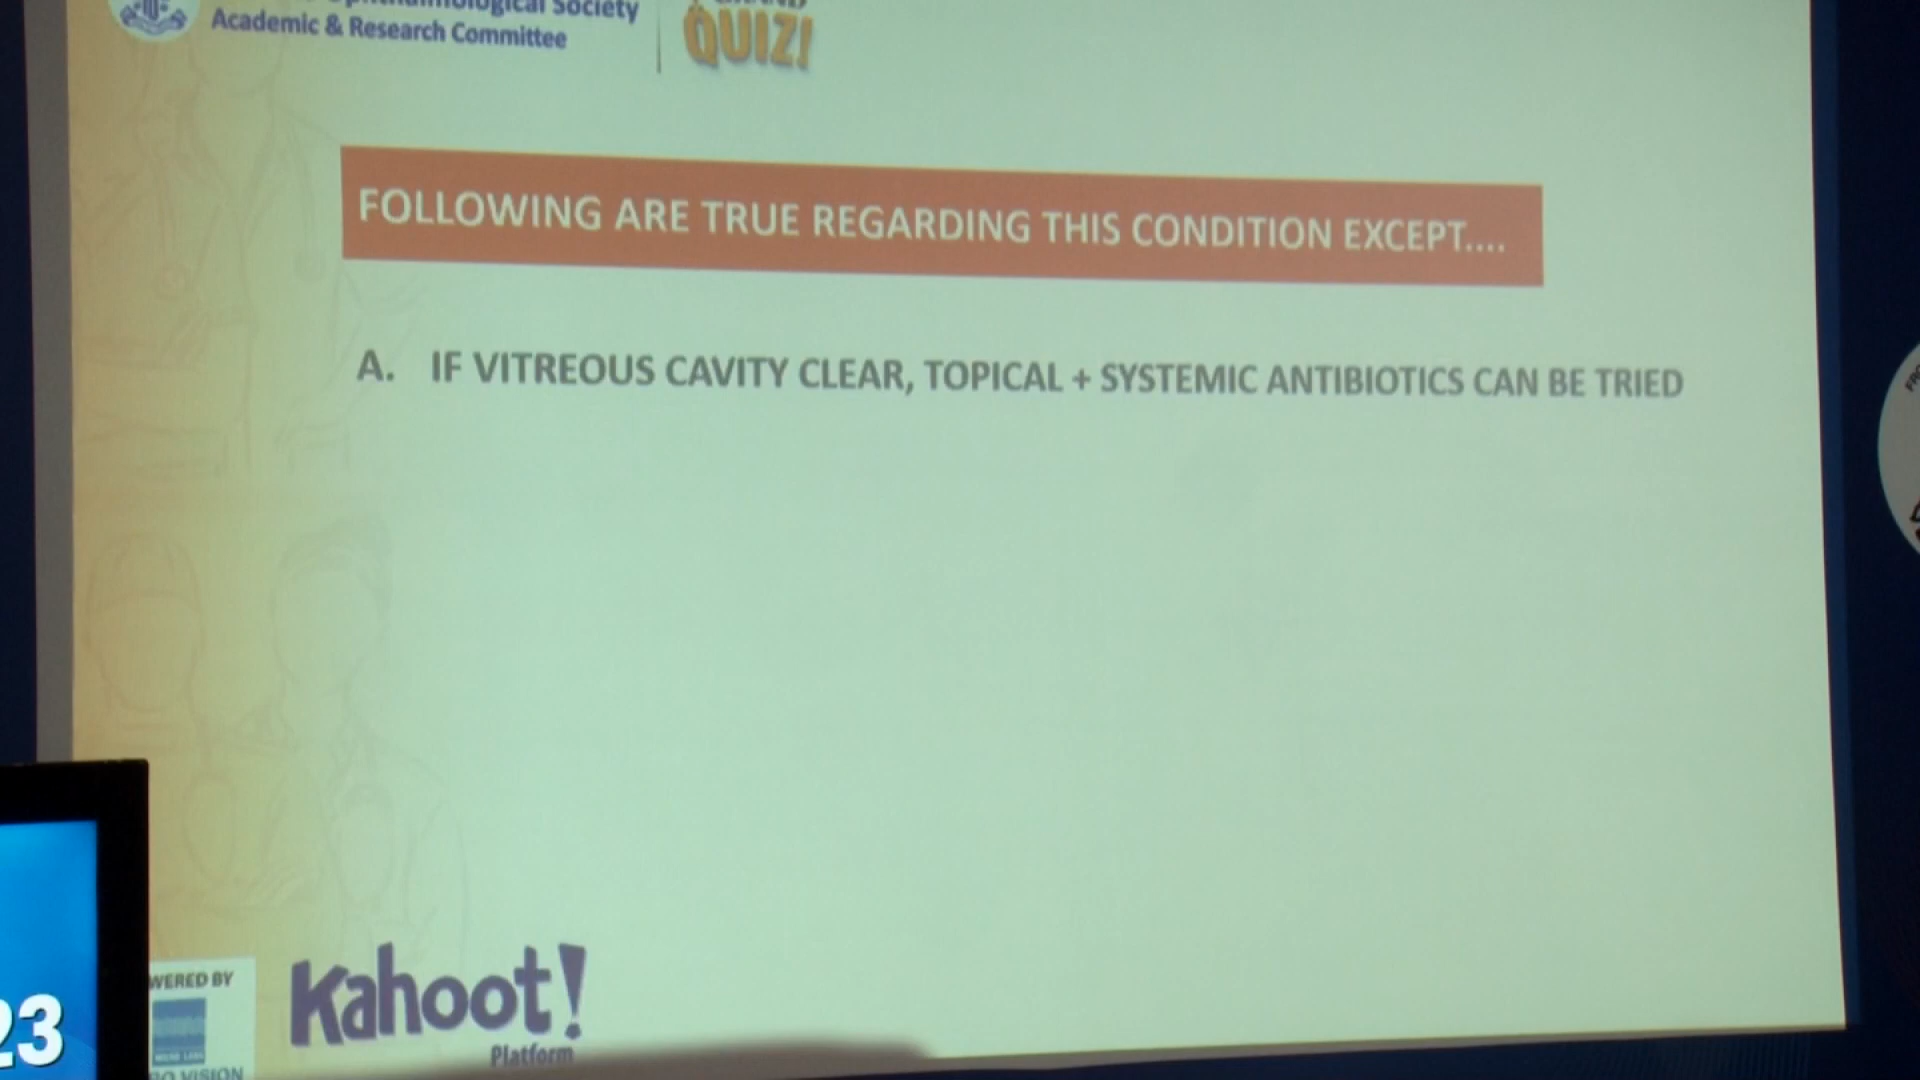 Society
Academic & Research Committee
QUIZ!
FOLLOWING ARE TRUE REGARDING THIS CONDITION EXCEPT....
A. IF VITREOUS CAVITY CLEAR, TOPICAL + SYSTEMIC ANTIBIOTICS CAN BE TRIED
WERED BY
VISION
Kahoot!
Platform
23